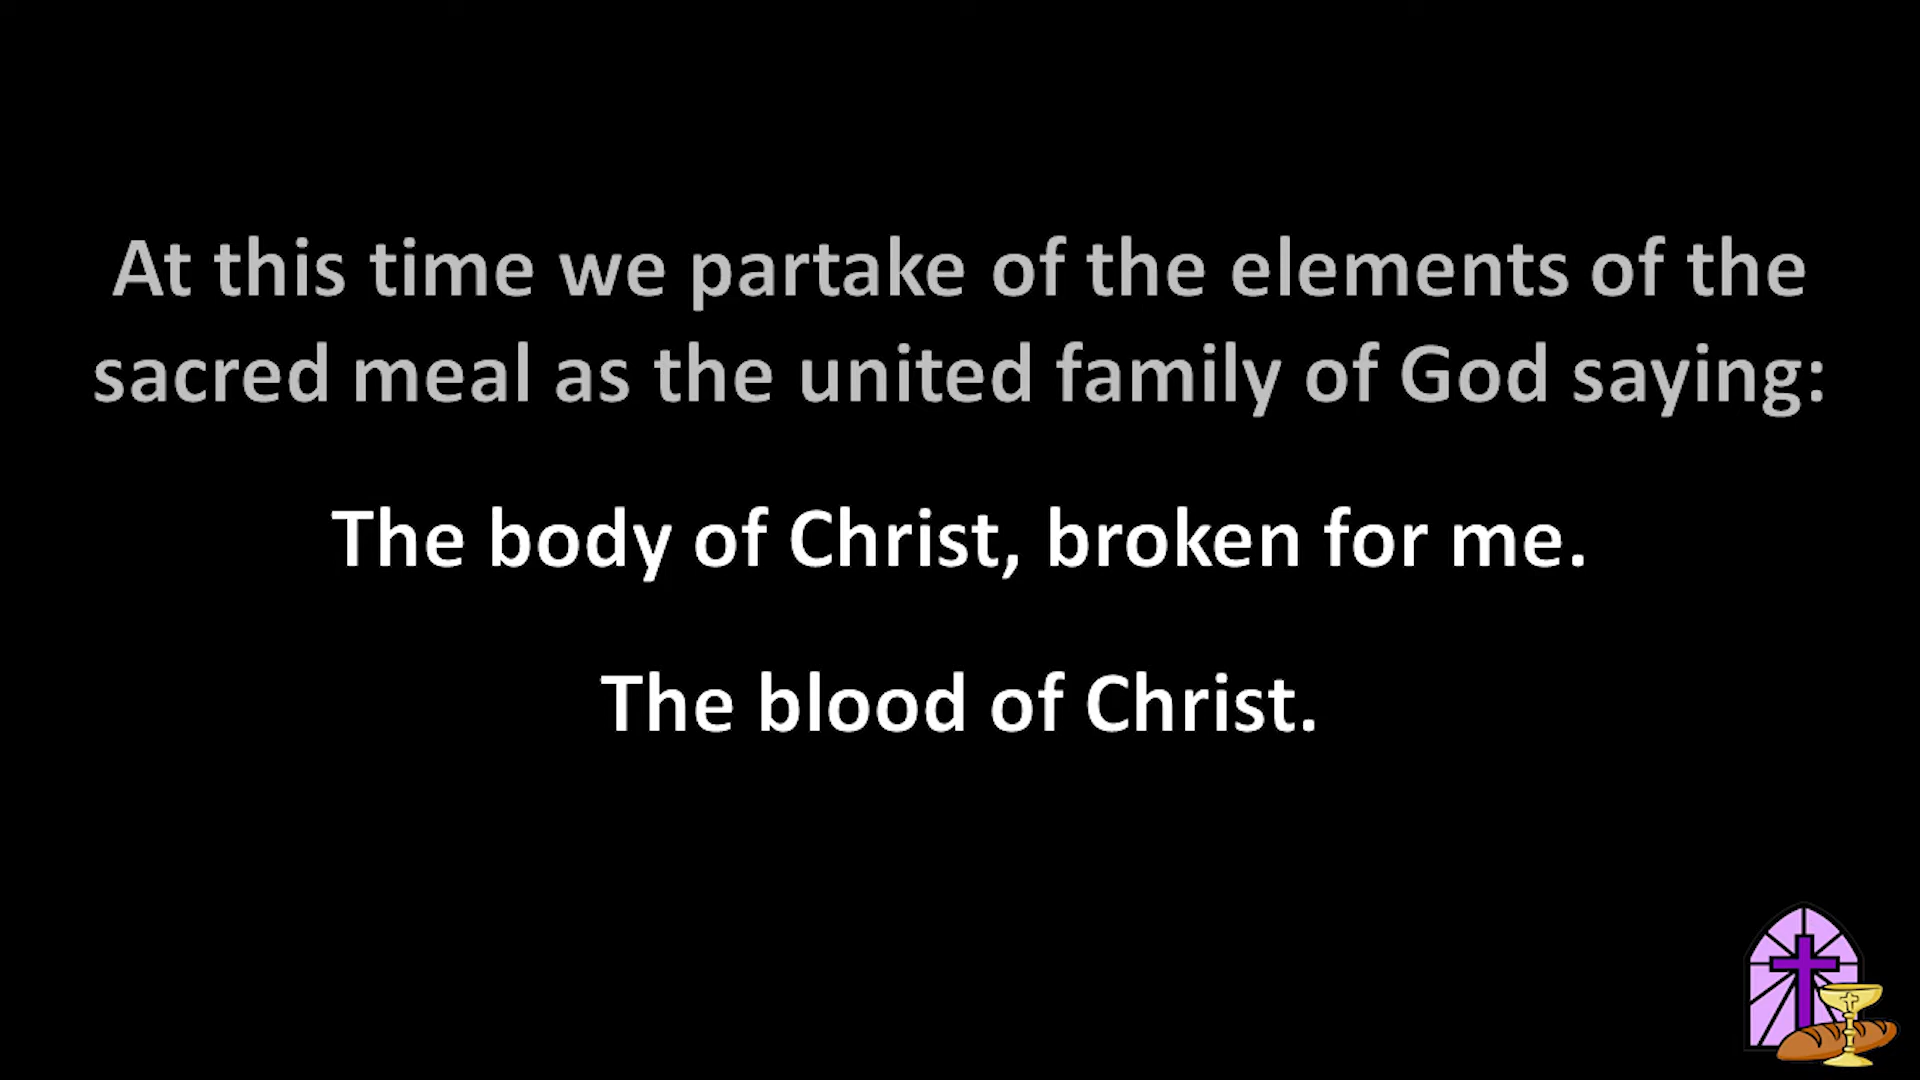 At this time we partake of the elements of the
sacred meal as the united family of God saying:
The body of Christ, broken for me.
The blood of Christ.